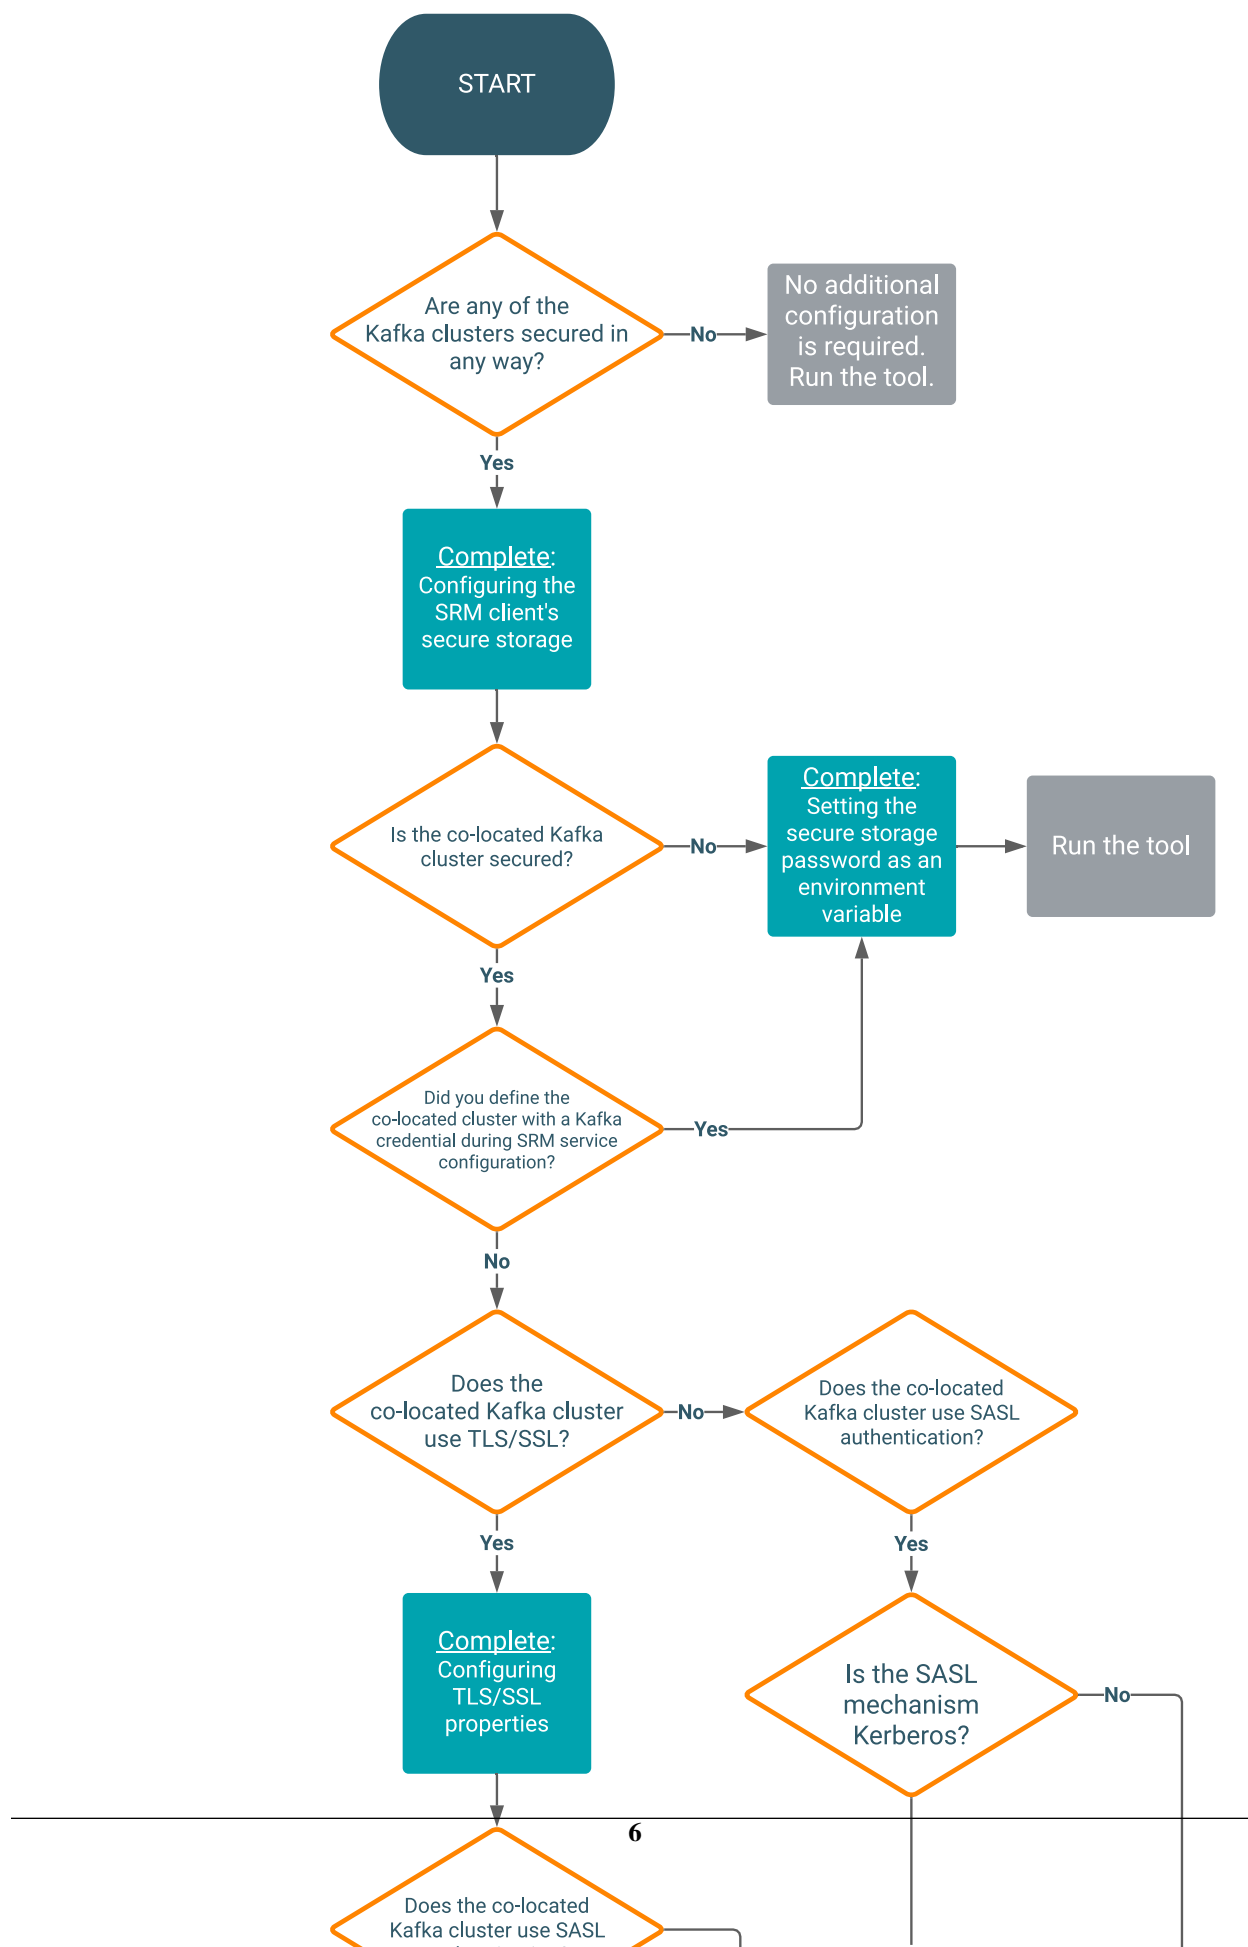 START
Are any of the
Kafka clusters secured in
any way?
No
No additional
configuration
is required.
Run the tool.
Yes
Complete:
Configuring the
SRM client's
secure storage
Is the co-located Kafka
cluster secured?
No
Complete:
Setting the
secure storage
password as an
environment
variable
Run the tool
Yes
Did you define the
co-located cluster with a Kafka
credential during SRM service
configuration?
Yes
No
Does the
co-located Kafka cluster
use TLS/SSL?
No
Does the co-located
Kafka cluster use SASL
authentication?
Yes
Yes
Complete:
Configuring
TLS/SSL
properties
Is the SASL
mechanism
Kerberos?
No
6
Does the co-located
Kafka cluster use SASL